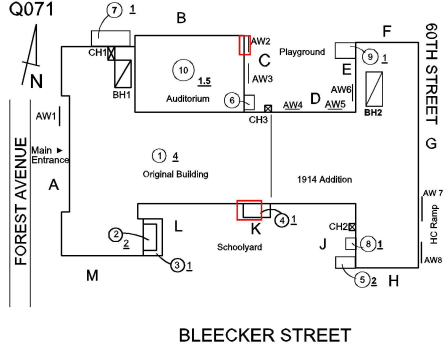 Q071
N
B
F
7 1
CH1
BH1
AW2
C
AW3
Playground
9 1
E
AW6
10
1.5
Auditorium
6
D
CH3
AW4
AW5
BH2
60TH STREET
G
AW1
Main
Entrance
A
FOREST AVENUE
1 4
Original Building
1914 Addition
AW 7
HC Ramp
AW8
L
2
2
3 1
M
4 1
K
Schoolyard
CH2
J
8 1
5 2
H
BLEECKER STREET